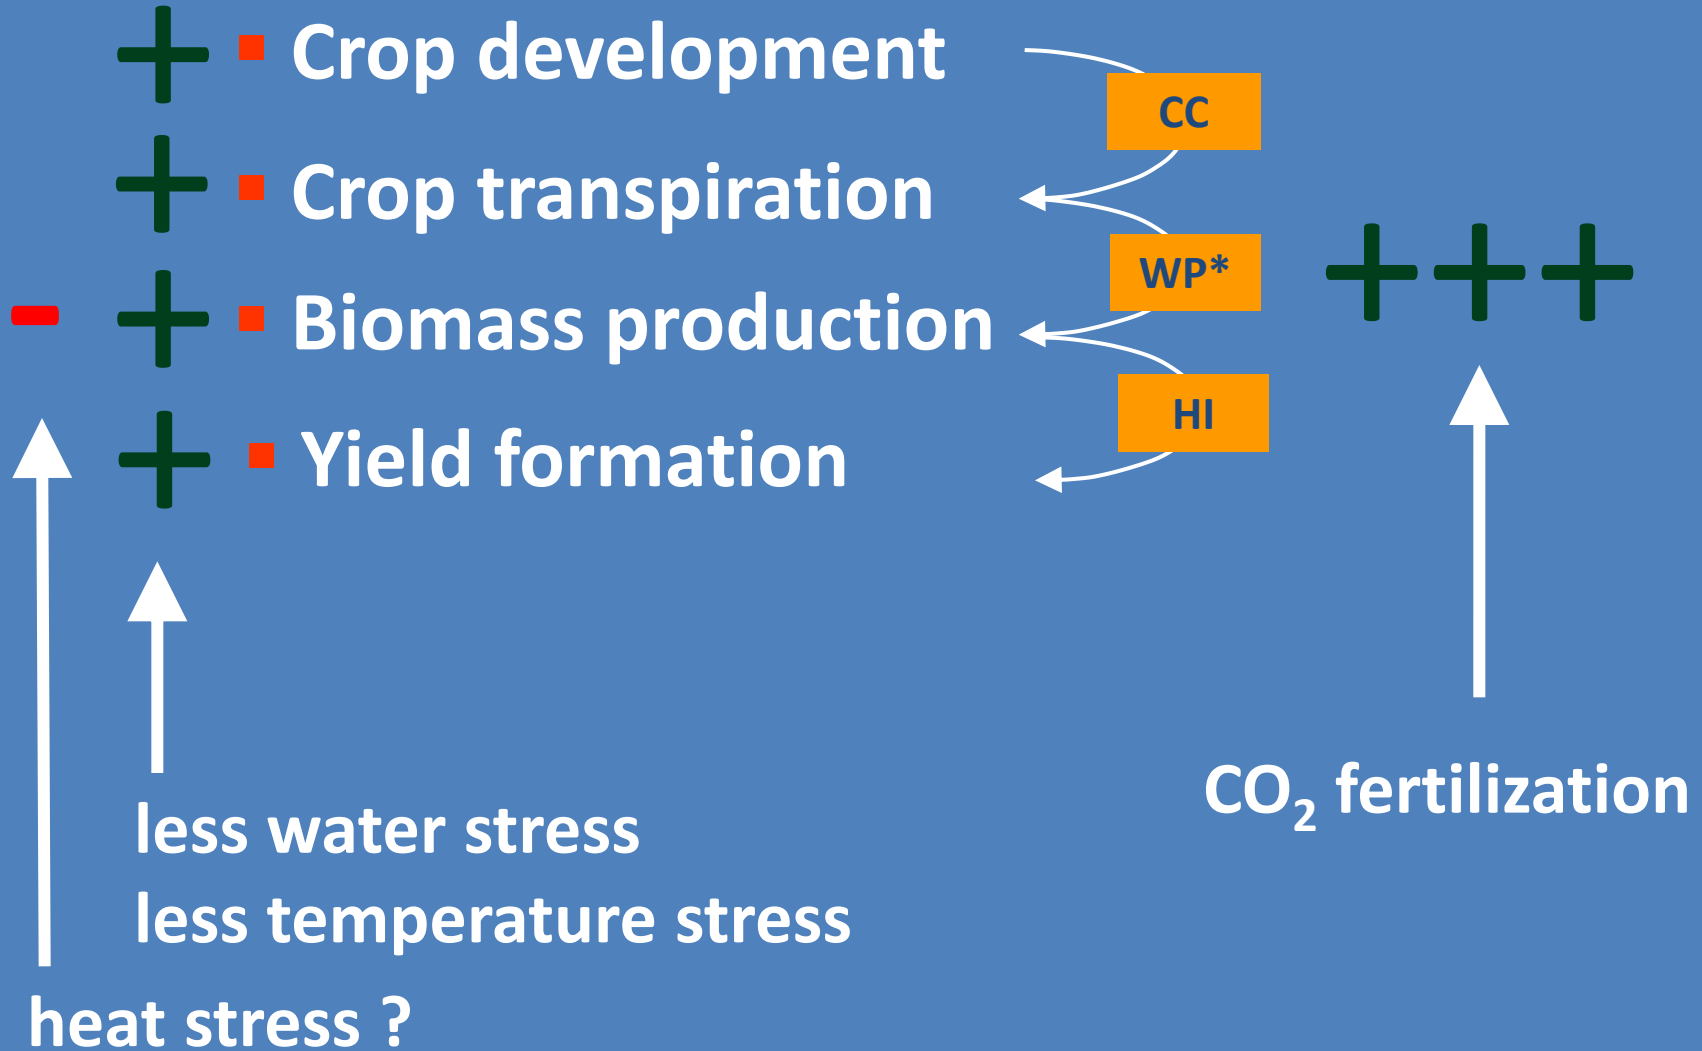 + ▪ Crop development
CC
+ ▪ Crop transpiration
WP*
+++
- + ▪ Biomass production
HI
+ ▪ Yield formation
CO₂ fertilization
less water stress
less temperature stress
heat stress ?